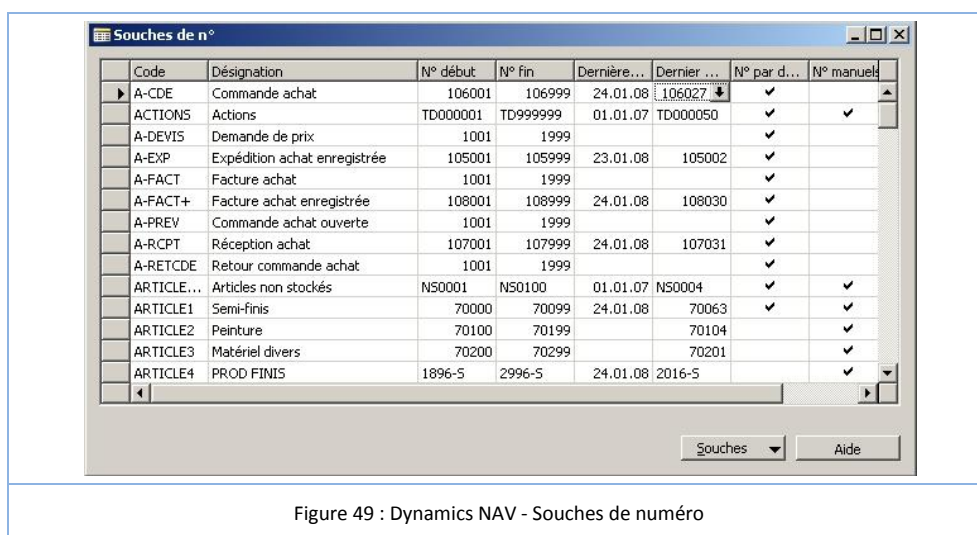 Souches de n°
Code Désignation N° début N° fin Dernière... Dernier ... N° par d... N° manuels
A-CDE Commande achat 106001 106999 24.01.08 106027
ACTIONS Actions TD000001 TD999999 01.01.07 TD000050
A-DEVIS Demande de prix 1001 1999
A-EXP Expédition achat enregistrée 105001 105999 23.01.08 105002
A-FACT Facture achat 1001 1999
A-FACT+ Facture achat enregistrée 108001 108999 24.01.08 108030
A-PREV Commande achat ouverte 1001 1999
A-RCPT Réception achat 107001 107999 24.01.08 107031
A-RETCDE Retour commande achat 1001 1999
ARTICLE... Articles non stockés NS0001 NS0100 01.01.07 NS0004
ARTICLE1 Semi-finis 70000 70099 24.01.08 70063
ARTICLE2 Peinture 70100 70199 70104
ARTICLE3 Matériel divers 70200 70299 70201
ARTICLE4 PROD FINIS 1896-S 2996-S 24.01.08 2016-S
Souches Aide
Figure 49 : Dynamics NAV - Souches de numéro